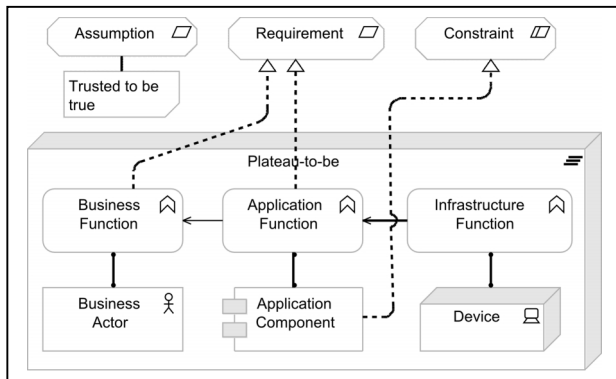 Assumption
Requirement
Constraint
Trusted to be
true
Plateau-to-be
Business
Function
Application
Function
Infrastructure
Function
Business
Actor
Application
Component
Device